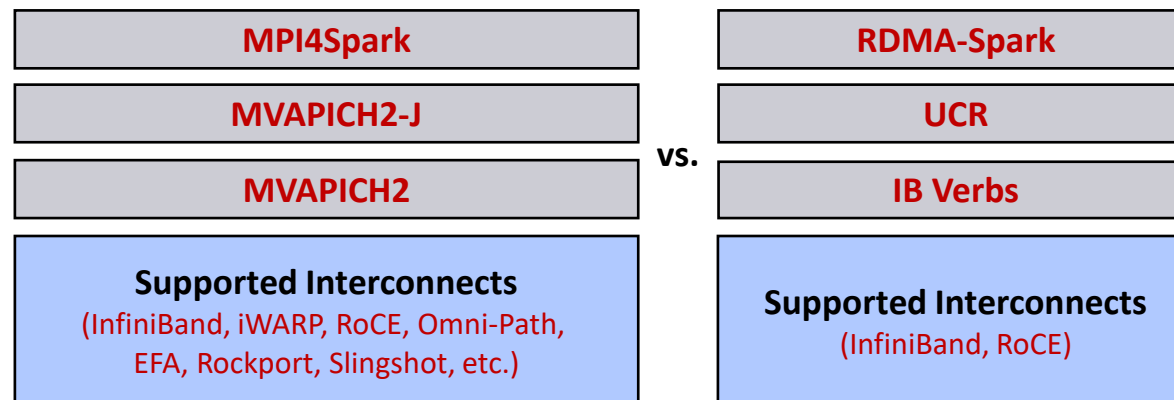 MPI4Spark
MVAPICH2-J
MVAPICH2
Supported Interconnects
(InfiniBand, iWARP, RoCE, Omni-Path,
EFA, Rockport, Slingshot, etc.)
vs.
RDMA-Spark
UCR
IB Verbs
Supported Interconnects
(InfiniBand, RoCE)